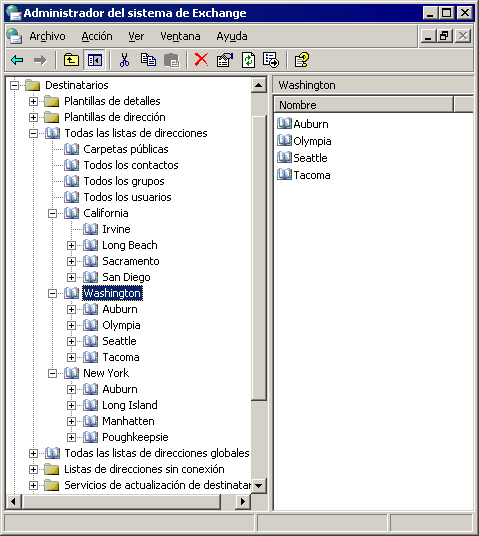 Administrador del sistema de Exchange
Archivo Acción Ver Ventana Ayuda
Destinatarios
Plantillas de detalles
Plantillas de dirección
Todas las listas de direcciones
Carpetas públicas
Todos los contactos
Todos los grupos
Todos los usuarios
California
Irvine
Long Beach
Sacramento
San Diego
Washington
Auburn
Olympia
Seattle
Tacoma
New York
Auburn
Long Island
Manhatten
Poughkeepsie
Todas las listas de direcciones globales
Listas de direcciones sin conexión
Servicios de actualización de destinatar
Washington
Nombre
Auburn
Olympia
Seattle
Tacoma